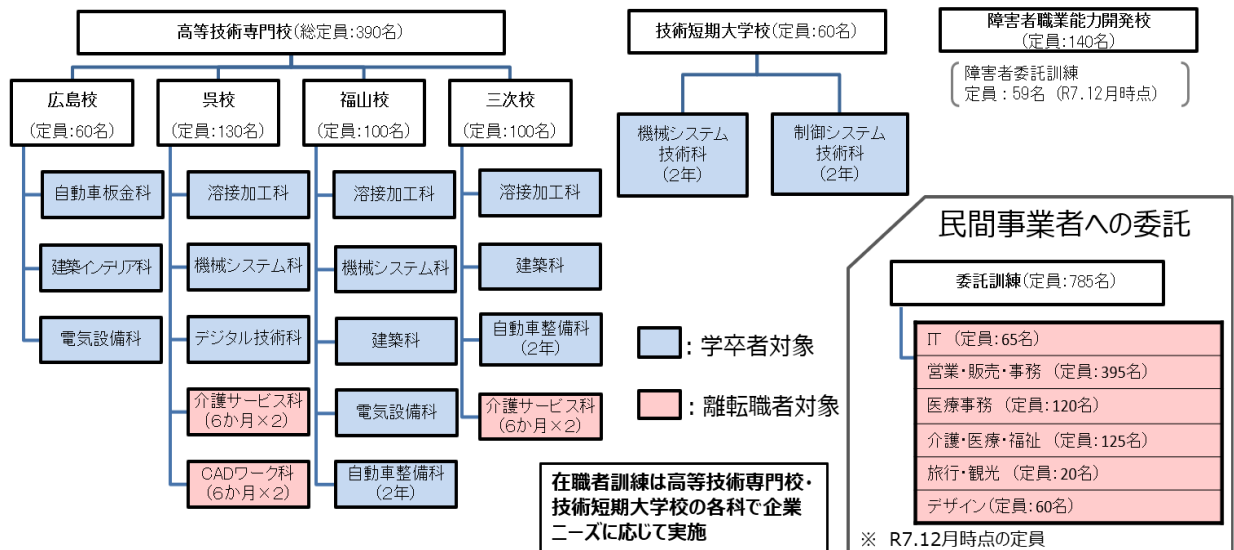 高等技術専門校(総定員:390名)
広島校
(定員:60名)
自動車板金科
建築インテリア科
電気設備科
呉校
(定員:130名)
溶接加工科
機械システム科
デジタル技術科
介護サービス科
(6か月×2)
CADワーク科
(6か月×2)
福山校
(定員:100名)
溶接加工科
機械システム科
建築科
電気設備科
自動車整備科
(2年)
三次校
(定員:100名)
溶接加工科
建築科
自動車整備科
(2年)
介護サービス科
(6か月×2)
技術短期大学校(定員:60名)
機械システム
技術科
(2年)
制御システム
技術科
(2年)
障害者職業能力開発校
(定員:140名)
障害者委託訓練
定員:59名 (R7.12月時点)
:学卒者対象
:離転職者対象
在職者訓練は高等技術専門校・
技術短期大学校の各科で企業
ニーズに応じて実施
民間事業者への委託
委託訓練(定員:785名)
IT (定員:65名)
営業・販売・事務 (定員:395名)
医療事務 (定員:120名)
介護・医療・福祉 (定員:125名)
旅行・観光 (定員:20名)
デザイン(定員:60名)
※ R7.12月時点の定員